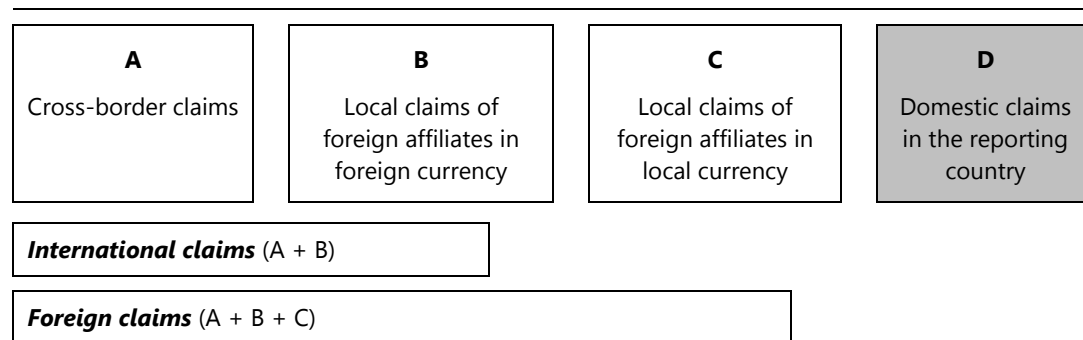 A
Cross-border claims
B
Local claims of
foreign affiliates in
foreign currency
C
Local claims of
foreign affiliates in
local currency
D
Domestic claims
in the reporting
country
International claims (A + B)
Foreign claims (A + B + C)